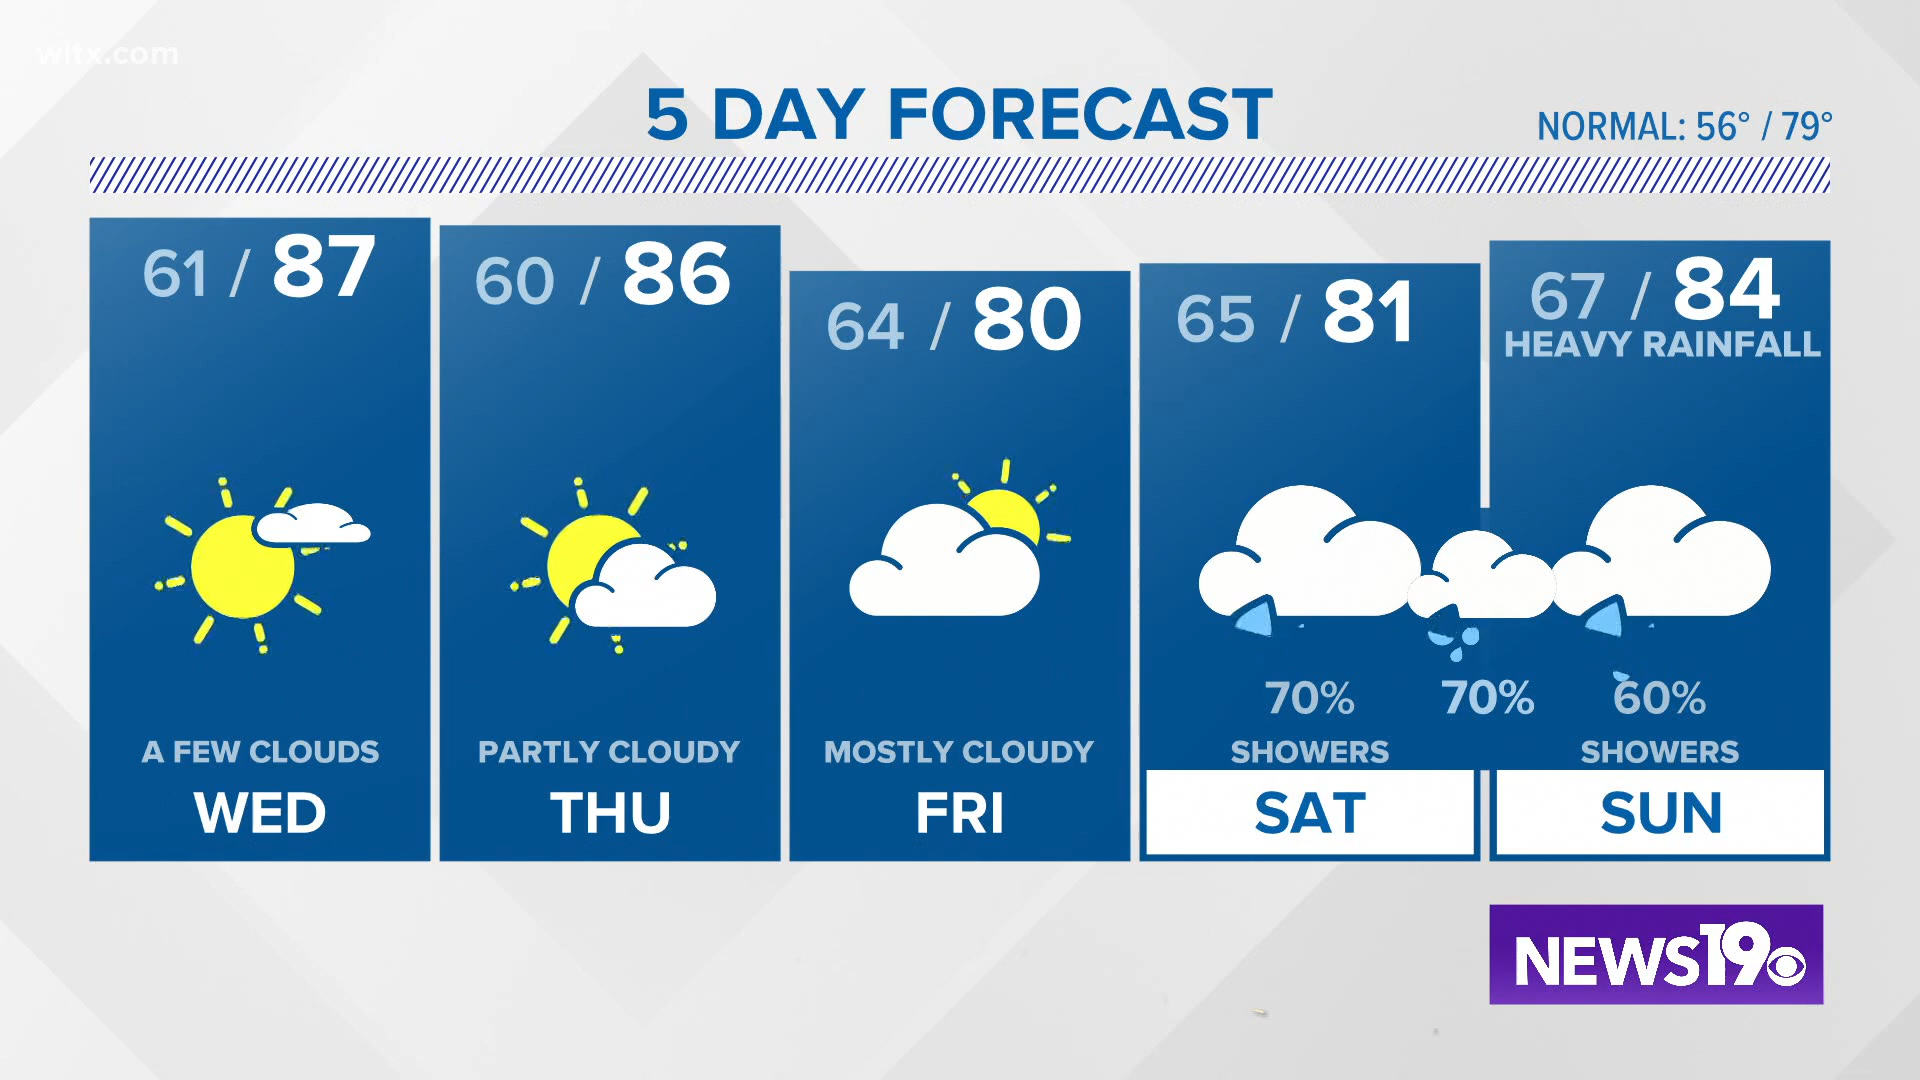 wltx.com
5 DAY FORECAST
NORMAL: 56° / 79°
61 / 87
A FEW CLOUDS
WED
60 / 86
PARTLY CLOUDY
THU
64 / 80
MOSTLY CLOUDY
FRI
65 / 81
70%
SHOWERS
SAT
70%
67 / 84
HEAVY RAINFALL
60%
SHOWERS
SUN
NEWS19